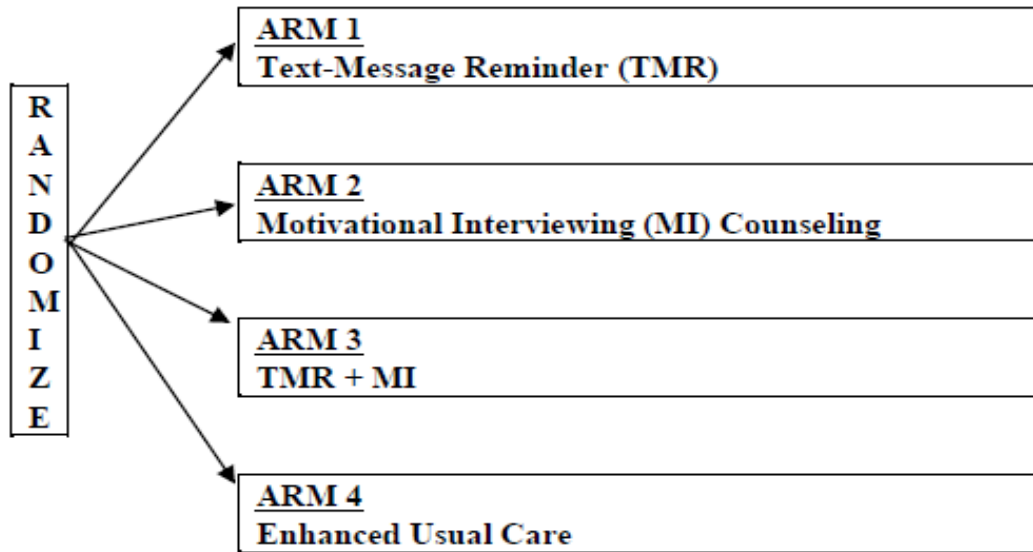 RANDOMIZE
ARM 1
Text-Message Reminder (TMR)
ARM 2
Motivational Interviewing (MI) Counseling
ARM 3
TMR + MI
ARM 4
Enhanced Usual Care